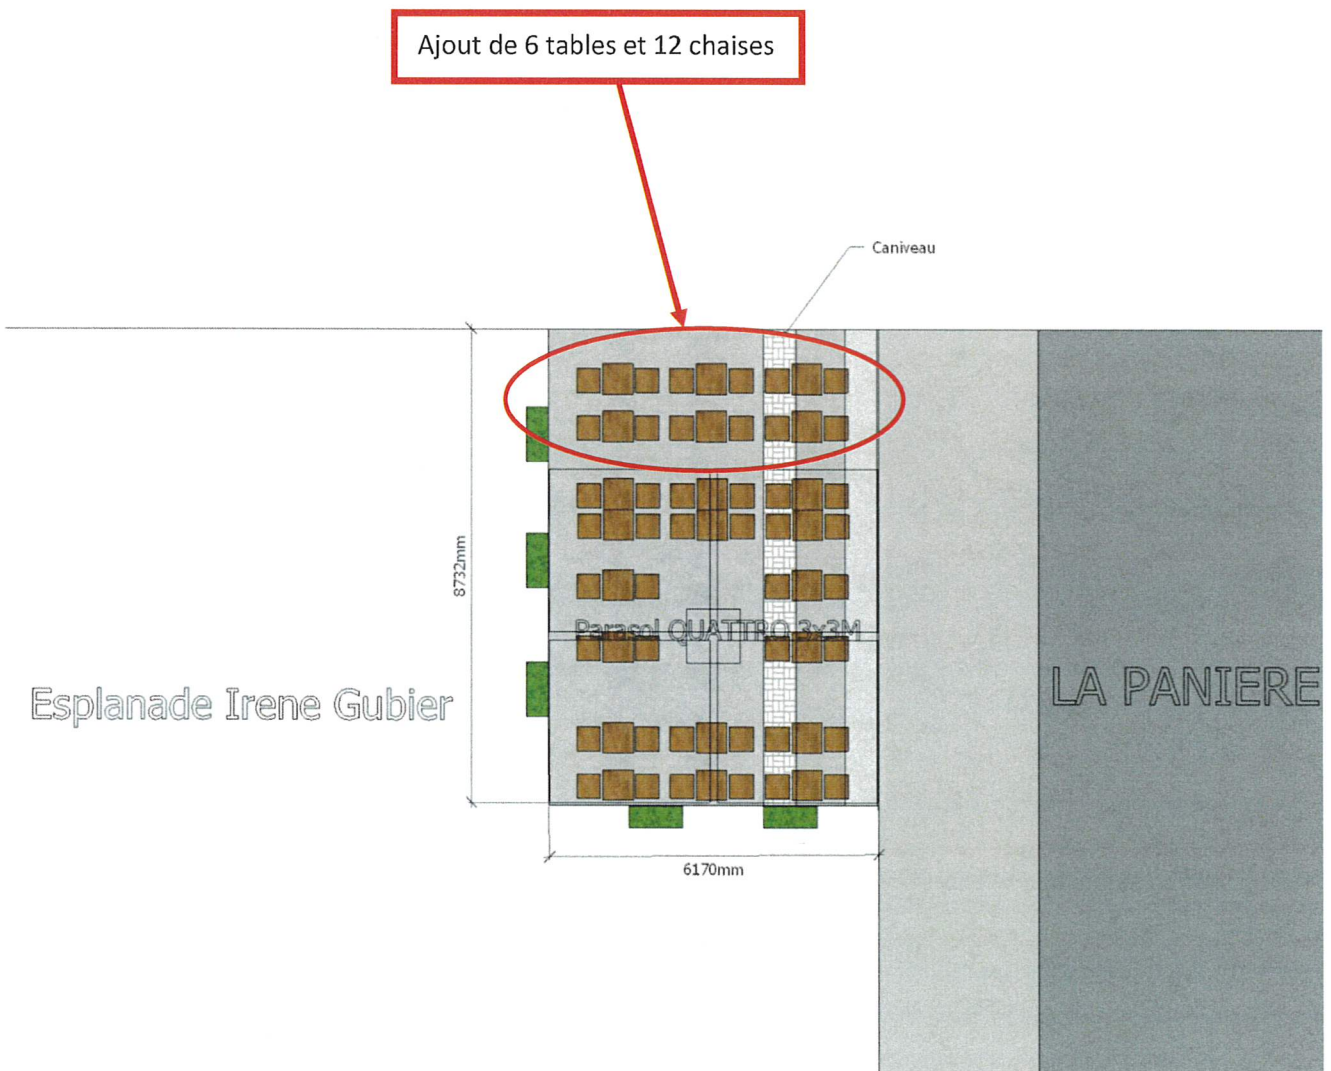 Ajout de 6 tables et 12 chaises
Caniveau
8732mm
Parasol QUATTRO 3x3M
Esplanade Irene Gubier
LA PANIERE
6170mm